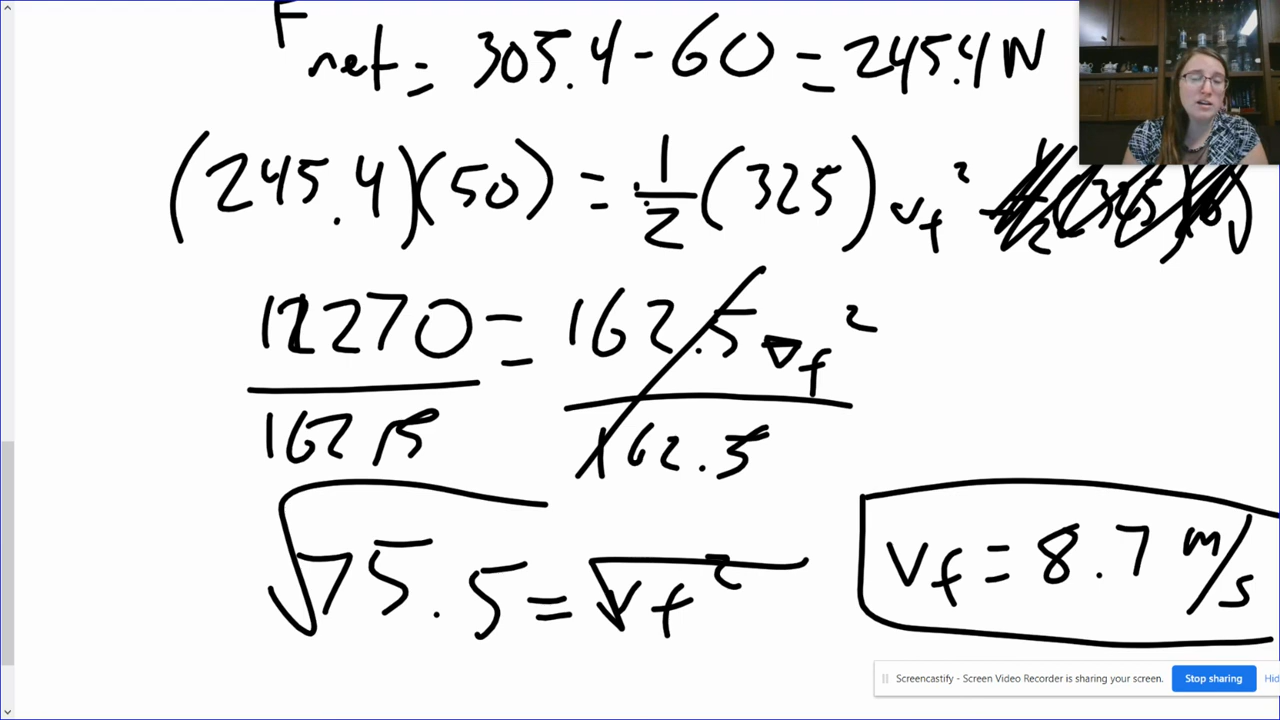 Fnet = 305.4 - 60 = 245.4 N
(245.4)(50) = 1/2 (325) vf²
12270 = 162.5 vf²
162.5 162.5
√75.5 = √vf²
vf = 8.7 m/s
Screencastify - Screen Video Recorder is sharing your screen. Stop sharing Hid